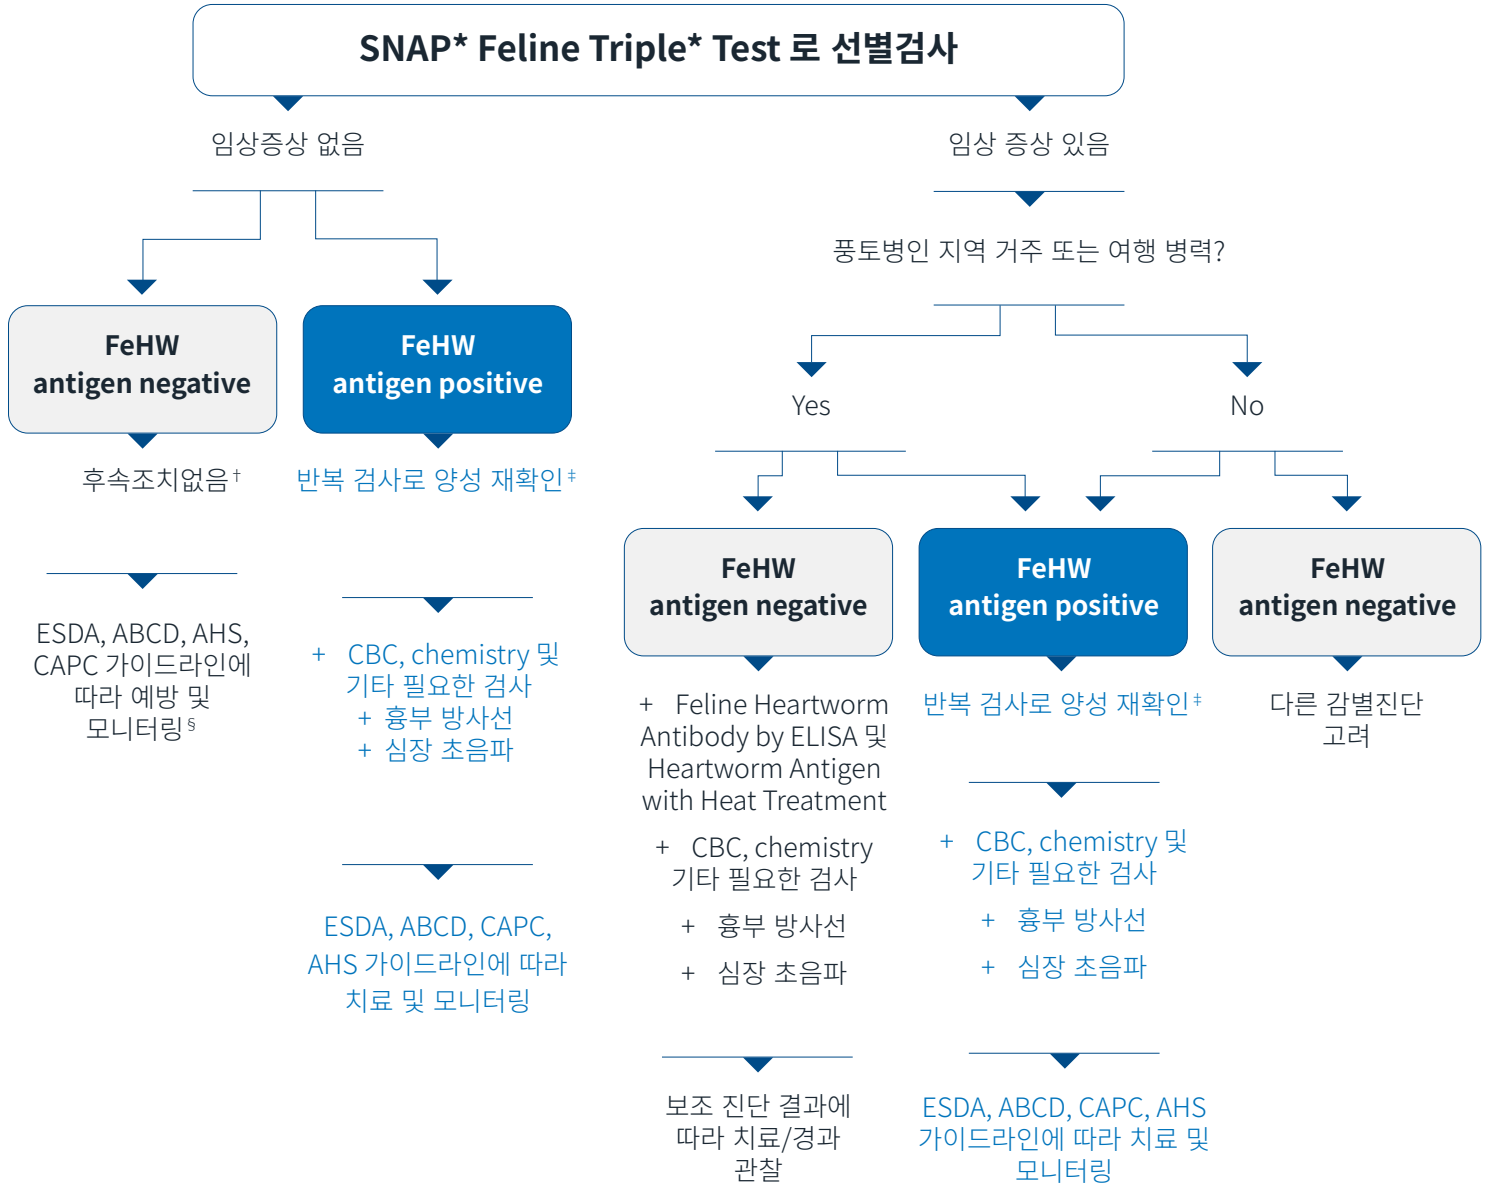 SNAP* Feline Triple* Test 로 선별검사
임상증상 없음
임상 증상 있음
풍토병인 지역 거주 또는 여행 병력?
FeHW
antigen negative
FeHW
antigen positive
Yes
No
후속조치없음†
반복 검사로 양성 재확인‡
FeHW
antigen negative
FeHW
antigen positive
FeHW
antigen negative
ESDA, ABCD, AHS,
CAPC 가이드라인에
따라 예방 및
모니터링§
+ CBC, chemistry 및
기타 필요한 검사
+ 흉부 방사선
+ 심장 초음파
ESDA, ABCD, CAPC,
AHS 가이드라인에 따라
치료 및 모니터링
+ Feline Heartworm
Antibody by ELISA 및
Heartworm Antigen
with Heat Treatment
+ CBC, chemistry
기타 필요한 검사
+ 흉부 방사선
+ 심장 초음파
보조 진단 결과에
따라 치료/경과
관찰
반복 검사로 양성 재확인‡
+ CBC, chemistry 및
기타 필요한 검사
+ 흉부 방사선
+ 심장 초음파
ESDA, ABCD, CAPC, AHS
가이드라인에 따라 치료 및
모니터링
다른 감별진단
고려